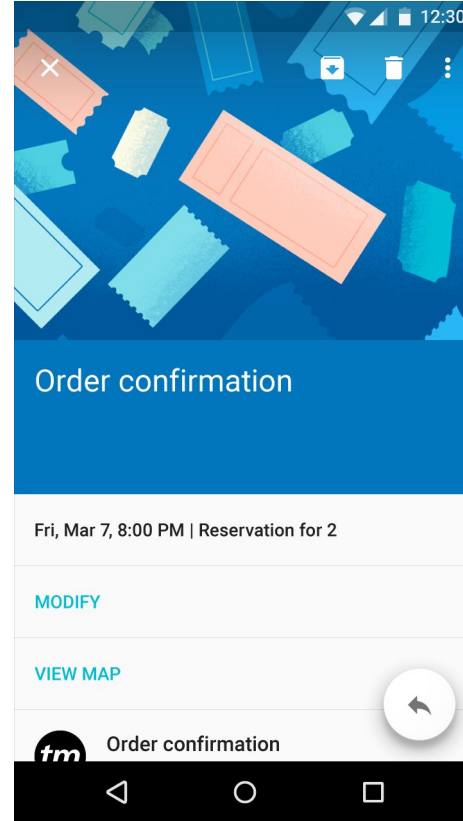 12:30
Order confirmation
Fri, Mar 7, 8:00 PM | Reservation for 2
MODIFY
VIEW MAP
Order confirmation
tm